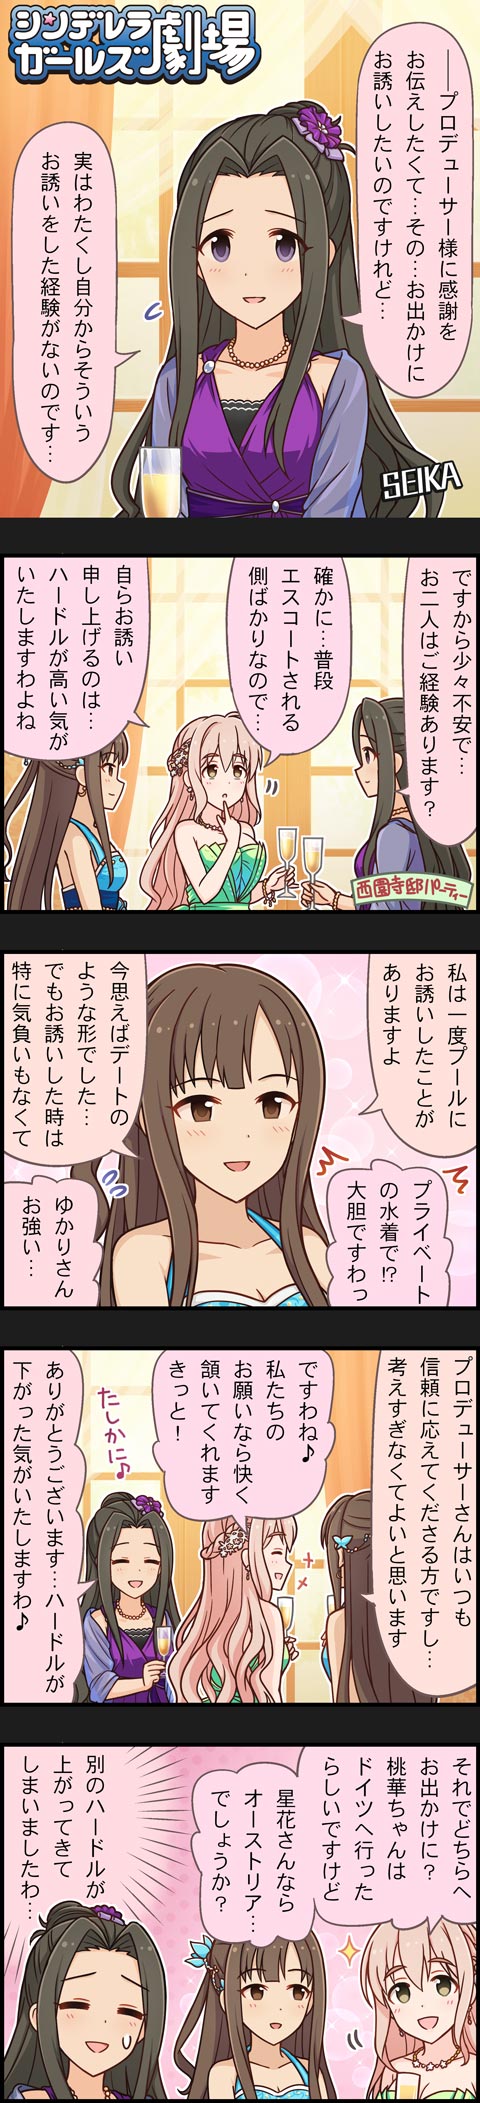 シンデレラ
ガールズ劇場
──プロデューサー様に感謝を
お伝えしたくて…その…お出かけに
お誘いしたいのですけれど…
実はわたくし自分からそういう
お誘いをした経験がないのです…
SEIKA
ですから少々不安で…
お二人はご経験あります?
確かに…普段
エスコートされる
側ばかりなので…
自らお誘い
申し上げるのは…
ハードルが高い気が
いたしますわよね
西園寺邸パーティー
私は一度プールに
お誘いしたことが
ありますよ
プライベート
の水着で!?
大胆ですわっ
今思えばデートの
ような形でした…
でもお誘いした時は
特に気負いもなくて
ゆかりさん
お強い…
プロデューサーさんはいつも
信頼に応えてくださる方ですし…
考えすぎなくてよいと思います
ですわね♪
私たちの
お願いなら快く
頷いてくれます
きっと!
たしかに♪
ありがとうございます…ハードルが
下がった気がいたしますわ♪
それでどちらへ
お出かけに?
桃華ちゃんは
ドイツへ行った
らしいですけど
星花さんなら
オーストリア…
でしょうか?
別のハードルが
上がってきて
しまいましたわ…